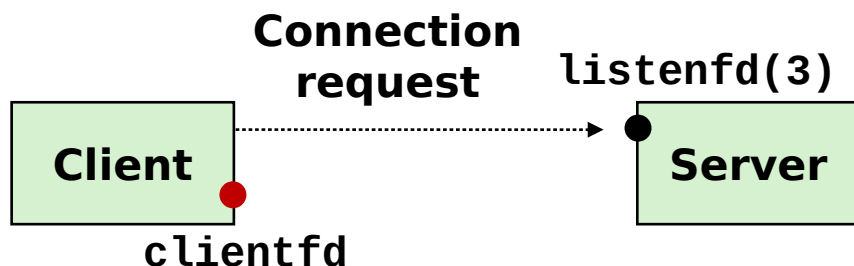 Connection
request
listenfd(3)
Client
Server
clientfd